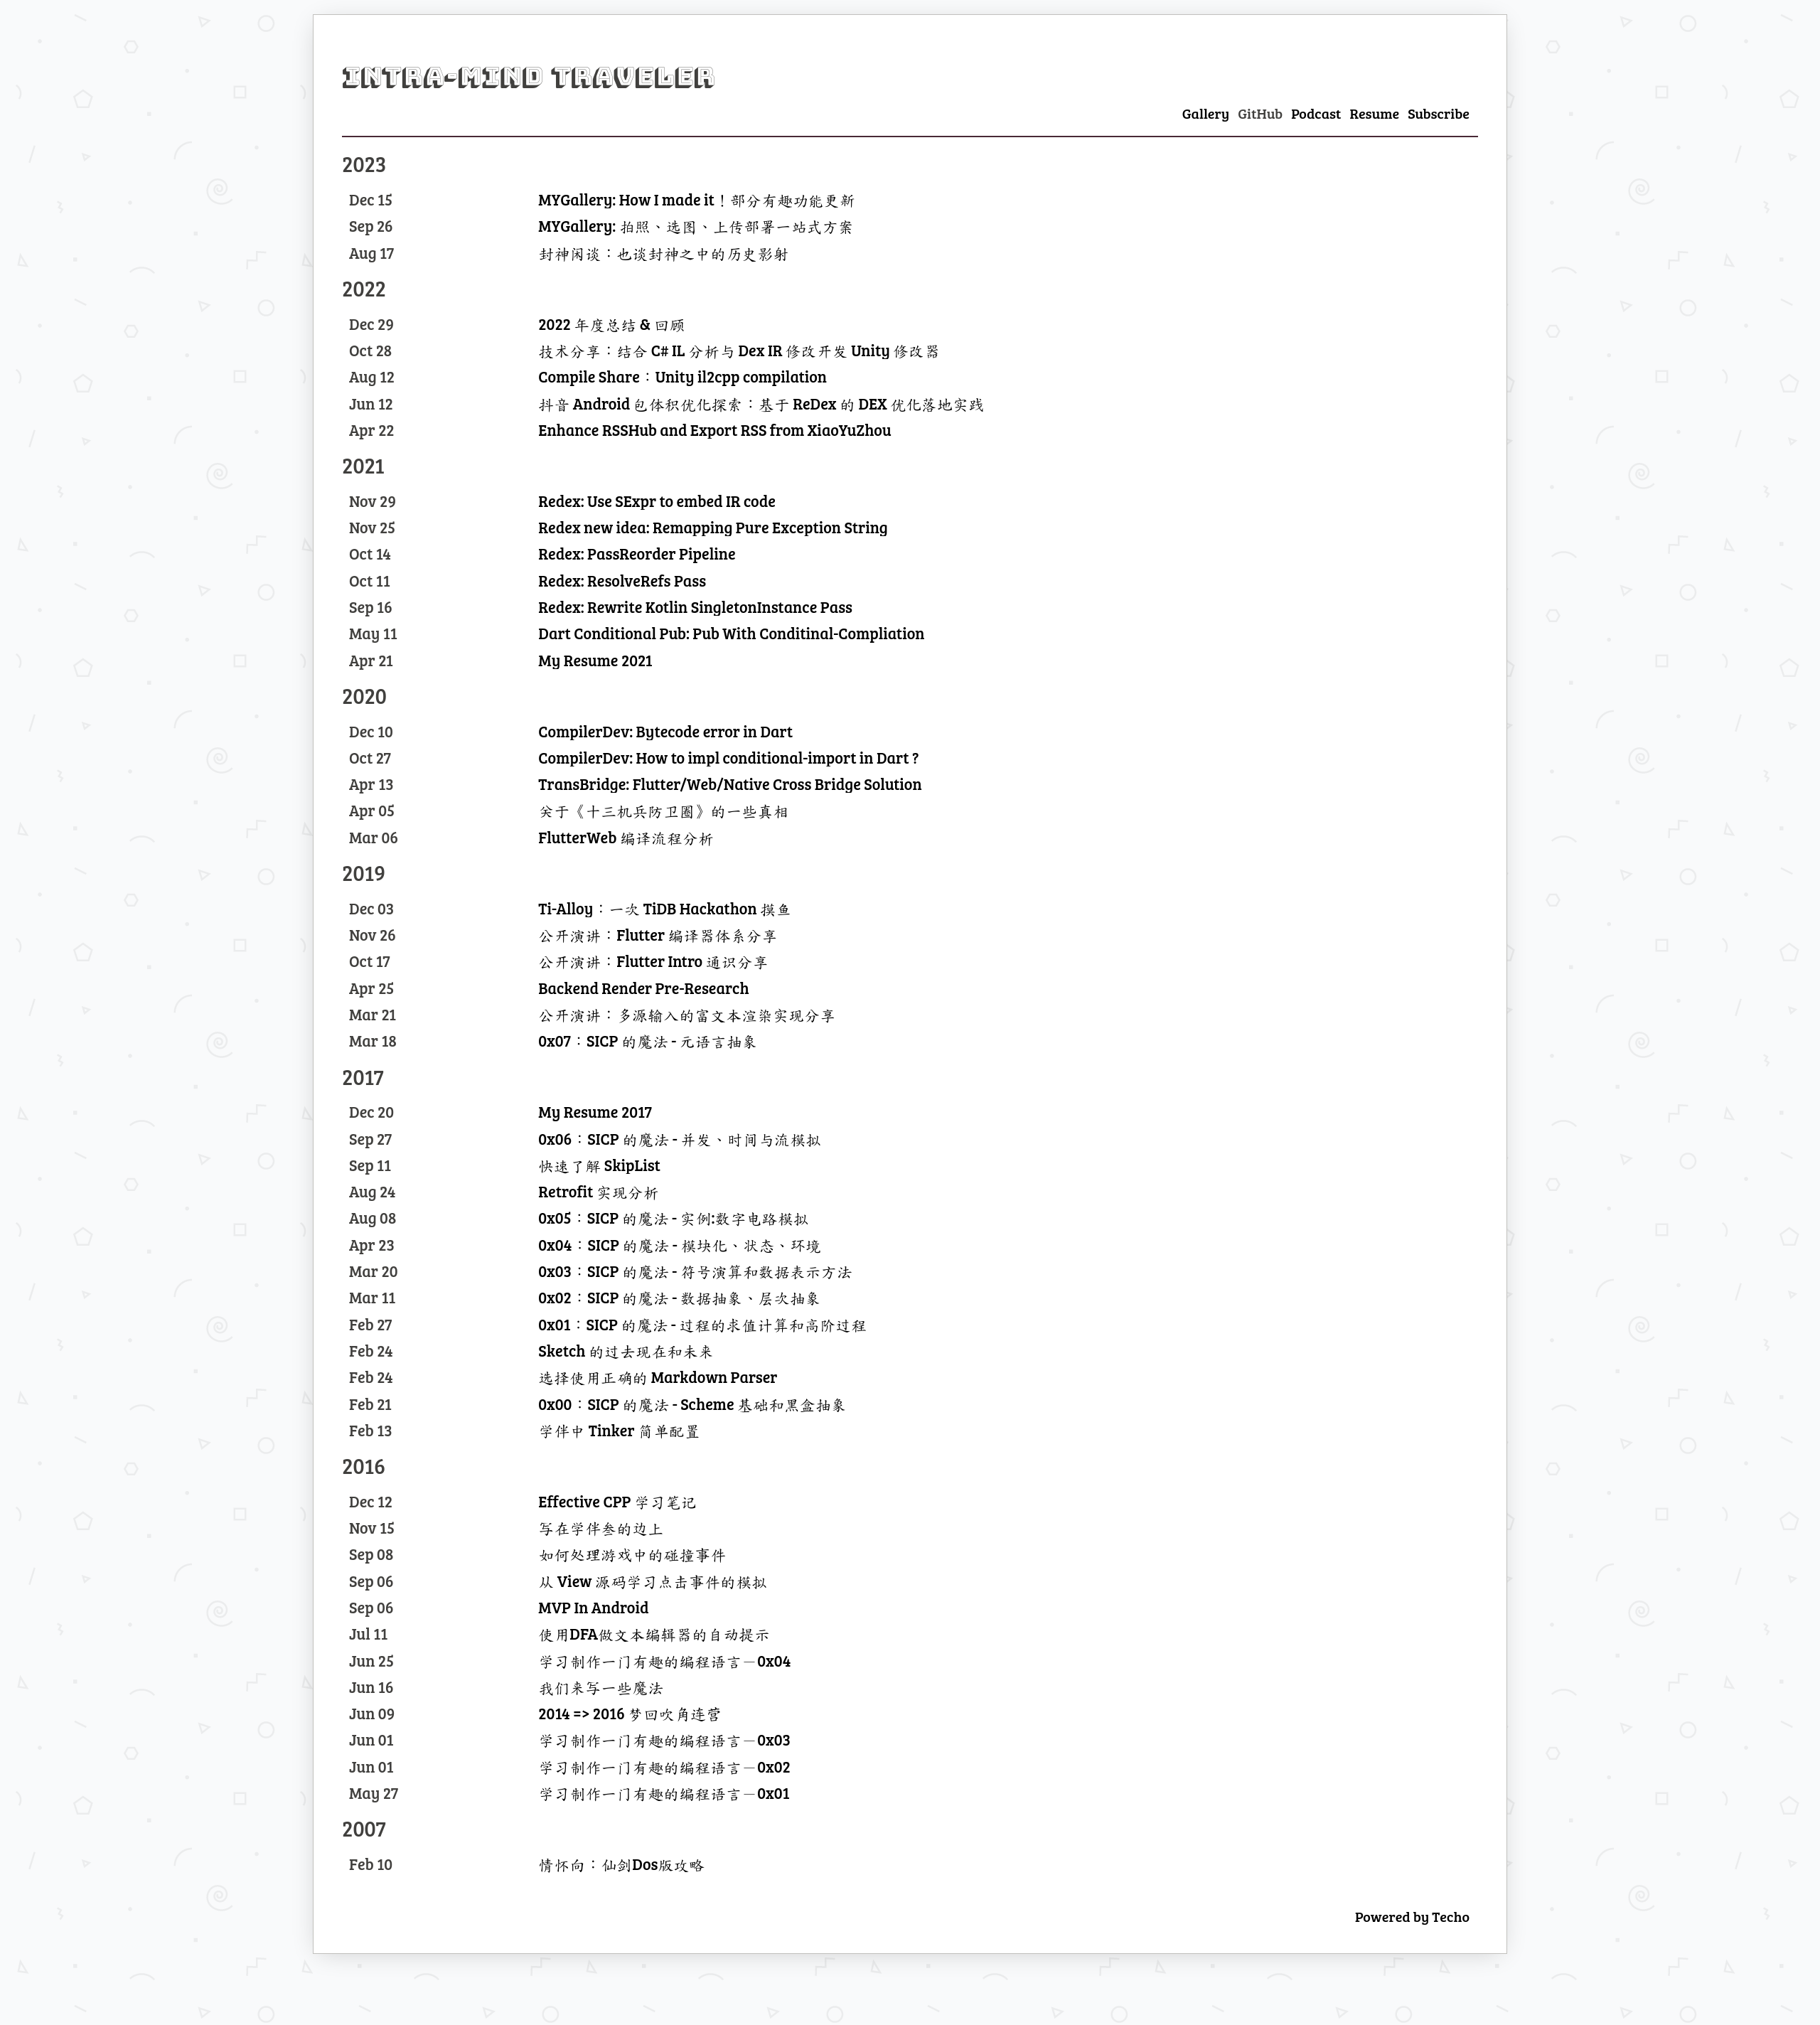 INTRA-MIND TRAVELER
Gallery GitHub Podcast Resume Subscribe
2023
Dec 15 MYGallery: How I made it！部分有趣功能更新
Sep 26 MYGallery: 拍照、选图、上传部署一站式方案
Aug 17 封神闲谈：也谈封神之中的历史影射
2022
Dec 29 2022 年度总结 & 回顾
Oct 28 技术分享：结合 C# IL 分析与 Dex IR 修改开发 Unity 修改器
Aug 12 Compile Share：Unity il2cpp compilation
Jun 12 抖音 Android 包体积优化探索：基于 ReDex 的 DEX 优化落地实践
Apr 22 Enhance RSSHub and Export RSS from XiaoYuZhou
2021
Nov 29 Redex: Use SExpr to embed IR code
Nov 25 Redex new idea: Remapping Pure Exception String
Oct 14 Redex: PassReorder Pipeline
Oct 11 Redex: ResolveRefs Pass
Sep 16 Redex: Rewrite Kotlin SingletonInstance Pass
May 11 Dart Conditional Pub: Pub With Conditinal-Compliation
Apr 21 My Resume 2021
2020
Dec 10 CompilerDev: Bytecode error in Dart
Oct 27 CompilerDev: How to impl conditional-import in Dart ?
Apr 13 TransBridge: Flutter/Web/Native Cross Bridge Solution
Apr 05 关于《十三机兵防卫圈》的一些真相
Mar 06 FlutterWeb 编译流程分析
2019
Dec 03 Ti-Alloy：一次 TiDB Hackathon 摸鱼
Nov 26 公开演讲：Flutter 编译器体系分享
Oct 17 公开演讲：Flutter Intro 通识分享
Apr 25 Backend Render Pre-Research
Mar 21 公开演讲：多源输入的富文本渲染实现分享
Mar 18 0x07：SICP 的魔法 - 元语言抽象
2017
Dec 20 My Resume 2017
Sep 27 0x06：SICP 的魔法 - 并发、时间与流模拟
Sep 11 快速了解 SkipList
Aug 24 Retrofit 实现分析
Aug 08 0x05：SICP 的魔法 - 实例:数字电路模拟
Apr 23 0x04：SICP 的魔法 - 模块化、状态、环境
Mar 20 0x03：SICP 的魔法 - 符号演算和数据表示方法
Mar 11 0x02：SICP 的魔法 - 数据抽象、层次抽象
Feb 27 0x01：SICP 的魔法 - 过程的求值计算和高阶过程
Feb 24 Sketch 的过去现在和未来
Feb 24 选择使用正确的 Markdown Parser
Feb 21 0x00：SICP 的魔法 - Scheme 基础和黑盒抽象
Feb 13 学伴中 Tinker 简单配置
2016
Dec 12 Effective CPP 学习笔记
Nov 15 写在学伴叁的边上
Sep 08 如何处理游戏中的碰撞事件
Sep 06 从 View 源码学习点击事件的模拟
Sep 06 MVP In Android
Jul 11 使用DFA做文本编辑器的自动提示
Jun 25 学习制作一门有趣的编程语言—0x04
Jun 16 我们来写一些魔法
Jun 09 2014 => 2016 梦回吹角连营
Jun 01 学习制作一门有趣的编程语言—0x03
Jun 01 学习制作一门有趣的编程语言—0x02
May 27 学习制作一门有趣的编程语言—0x01
2007
Feb 10 情怀向：仙剑Dos版攻略
Powered by Techo